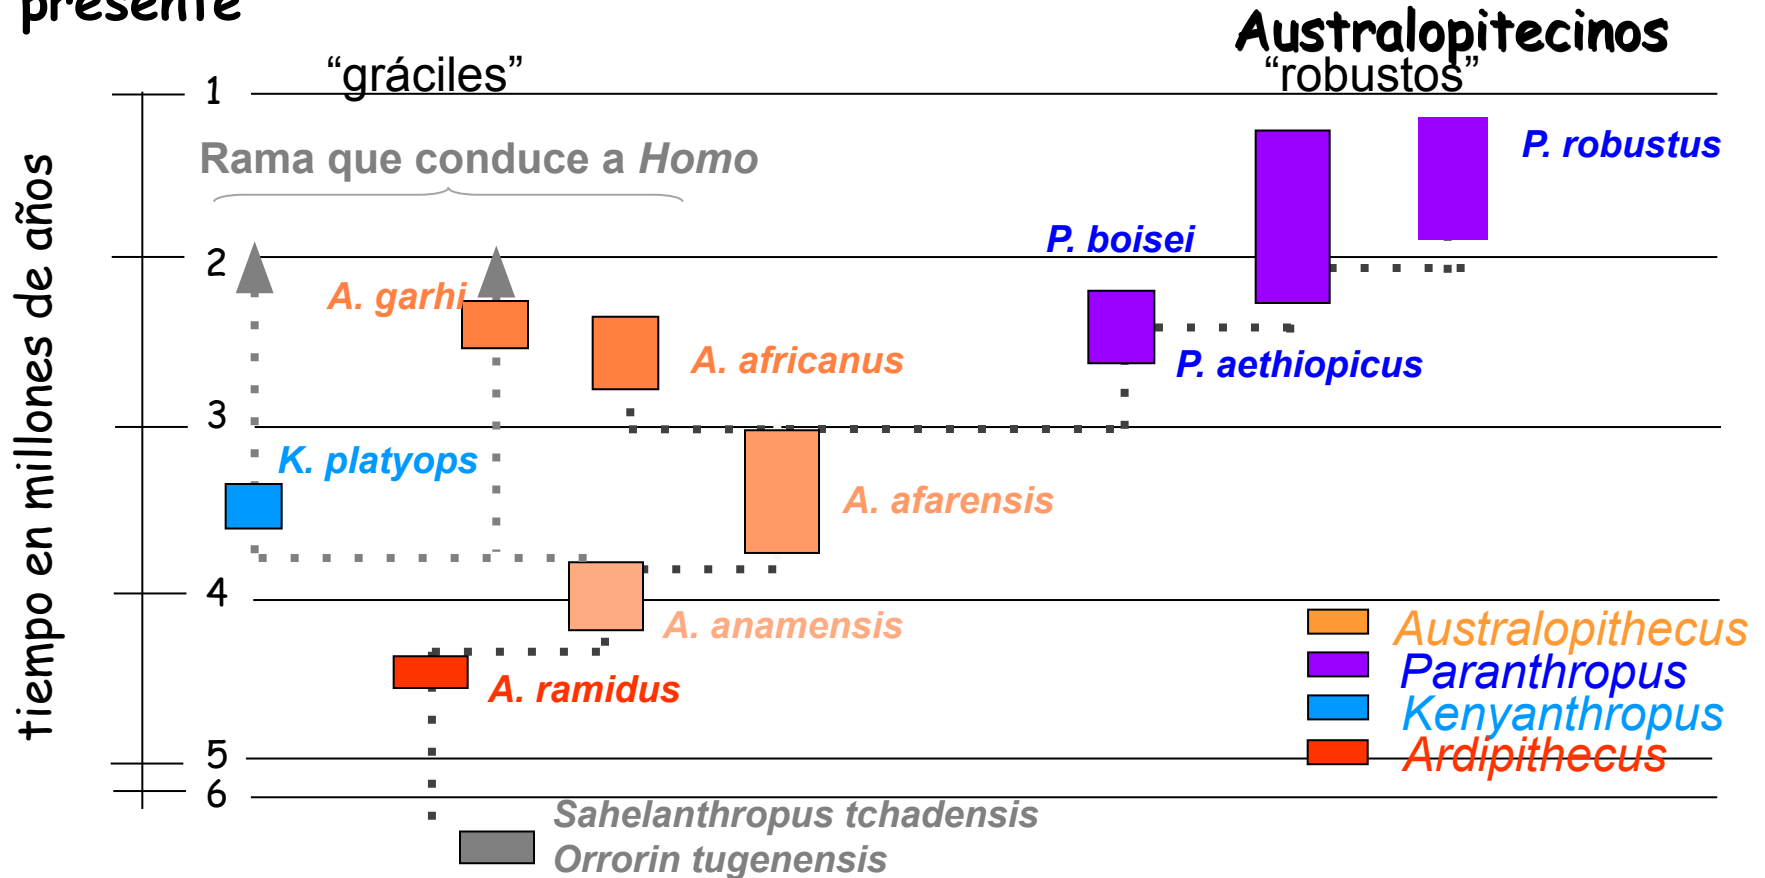 presente
Australopitecinos
“gráciles”
“robustos”
1
Rama que conduce a Homo
P. robustus
P. boisei
2
A. garhi
A. africanus
P. aethiopicus
3
K. platyops
A. afarensis
4
A. anamensis
A. ramidus
5
6
tiempo en millones de años
Australopithecus
Paranthropus
Kenyanthropus
Ardipithecus
Sahelanthropus tchadensis
Orrorin tugenensis